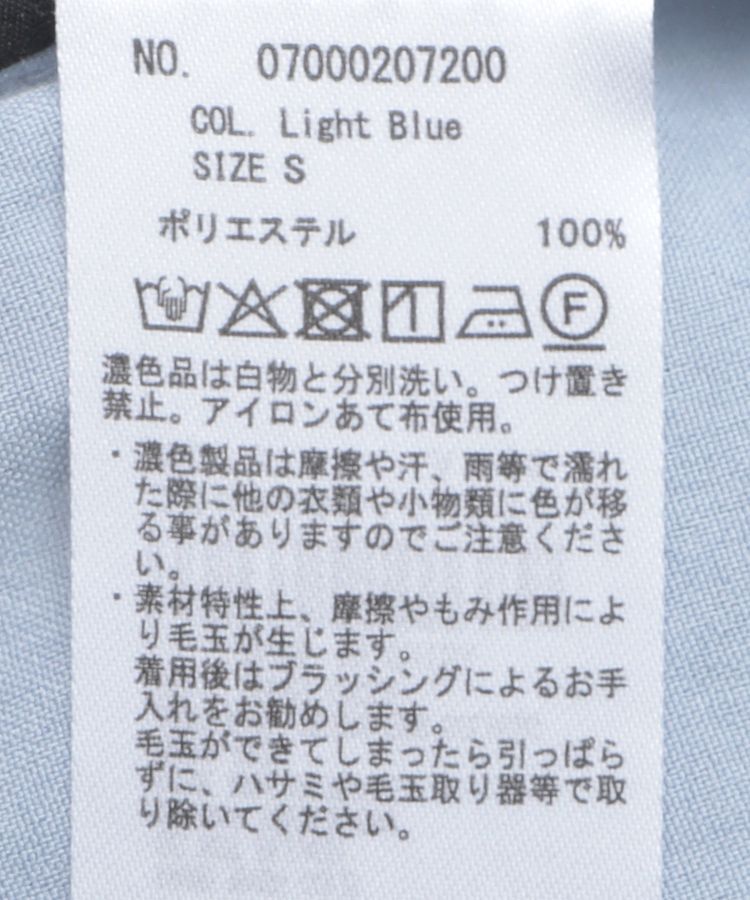 NO. 07000207200
COL. Light Blue
SIZE S
ポリエステル 100%
F
濃色品は白物と分別洗い。つけ置き
禁止。アイロンあて布使用。
・濃色製品は摩擦や汗、雨等で濡れ
た際に他の衣類や小物類に色が移
る事がありますのでご注意くださ
い。
・素材特性上、摩擦やもみ作用によ
り毛玉が生じます。
着用後はブラッシングによるお手
入れをお勧めします。
毛玉ができてしまったら引っぱら
ずに、ハサミや毛玉取り器等で取
り除いてください。